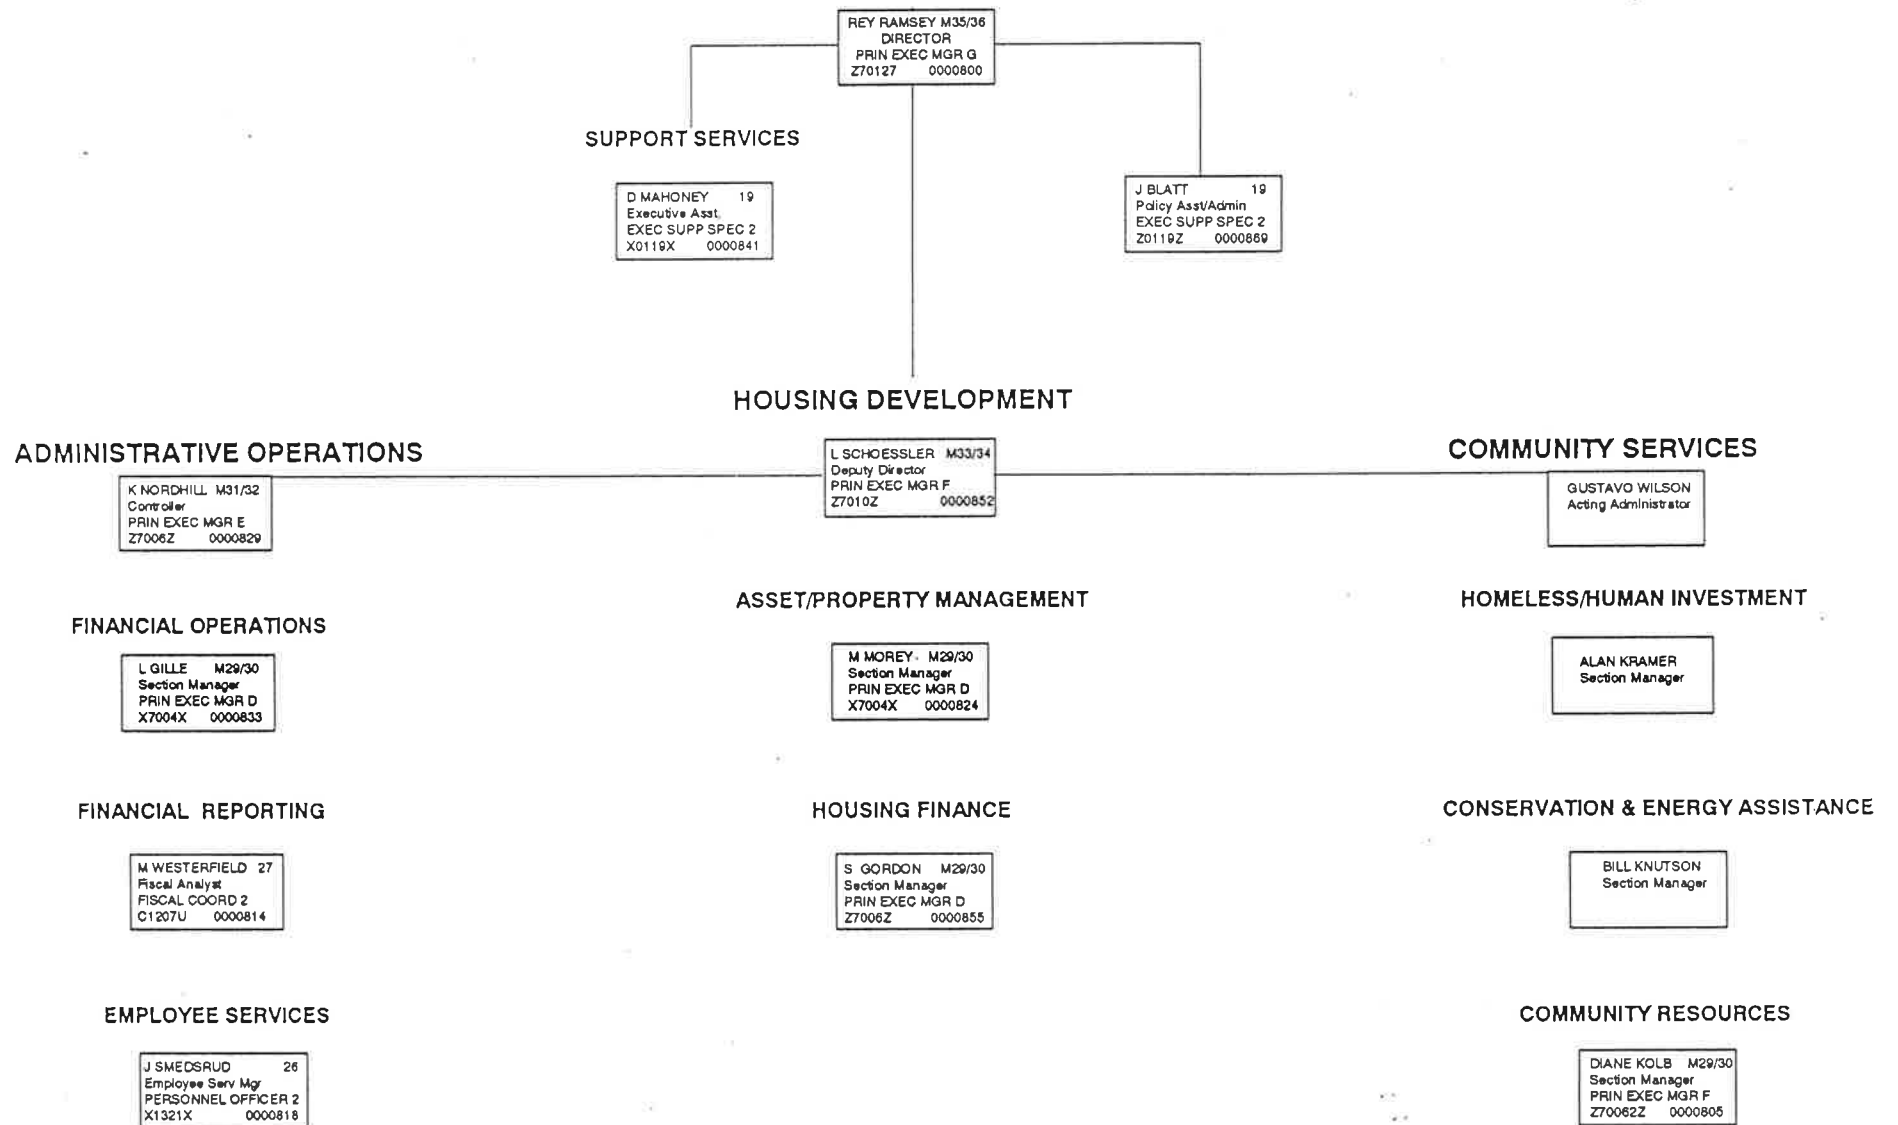 REY RAMSEY M35/36
DIRECTOR
PRIN EXEC MGR G
Z70127 0000800
SUPPORT SERVICES
D MAHONEY 19
Executive Asst.
EXEC SUPP SPEC 2
X0119X 0000841
J BLATT 19
Policy Asst/Admin
EXEC SUPP SPEC 2
Z0119Z 0000869
HOUSING DEVELOPMENT
L SCHOESSLER M33/34
Deputy Director
PRIN EXEC MGR F
Z7010Z 0000852
ADMINISTRATIVE OPERATIONS
K NORDHILL M31/32
Controller
PRIN EXEC MGR E
Z7006Z 0000829
COMMUNITY SERVICES
GUSTAVO WILSON
Acting Administrator
FINANCIAL OPERATIONS
L GILLE M29/30
Section Manager
PRIN EXEC MGR D
X7004X 0000833
ASSET/PROPERTY MANAGEMENT
M MOREY M29/30
Section Manager
PRIN EXEC MGR D
X7004X 0000824
HOMELESS/HUMAN INVESTMENT
ALAN KRAMER
Section Manager
FINANCIAL REPORTING
M WESTERFIELD 27
Fiscal Analyst
FISCAL COORD 2
C1207U 0000814
HOUSING FINANCE
S GORDON M29/30
Section Manager
PRIN EXEC MGR D
Z7006Z 0000855
CONSERVATION & ENERGY ASSISTANCE
BILL KNUTSON
Section Manager
EMPLOYEE SERVICES
J SMEDSRUD 26
Employee Serv Mgr
PERSONNEL OFFICER 2
X1321X 0000818
COMMUNITY RESOURCES
DIANE KOLB M29/30
Section Manager
PRIN EXEC MGR F
Z70062Z 0000805